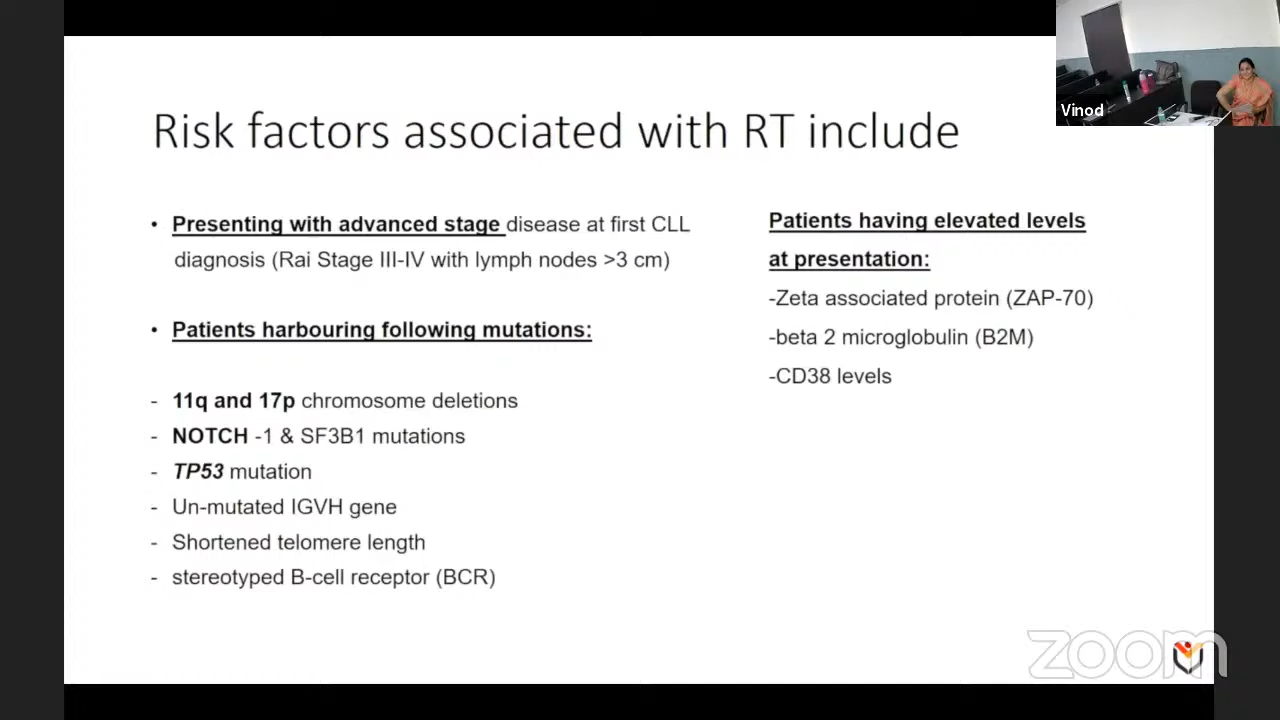 Risk factors associated with RT include
• Presenting with advanced stage disease at first CLL
diagnosis (Rai Stage III-IV with lymph nodes >3 cm)
• Patients harbouring following mutations:
- 11q and 17p chromosome deletions
- NOTCH -1 & SF3B1 mutations
- TP53 mutation
- Un-mutated IGVH gene
- Shortened telomere length
- stereotyped B-cell receptor (BCR)
Patients having elevated levels
at presentation:
-Zeta associated protein (ZAP-70)
-beta 2 microglobulin (B2M)
-CD38 levels
Vinod
zoom